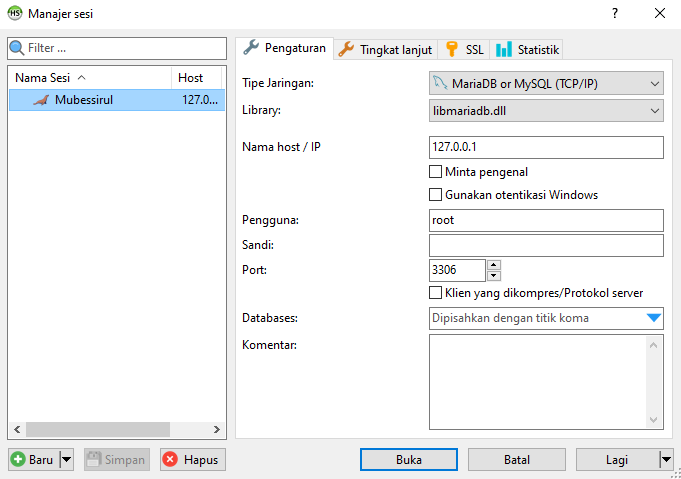 HS Manajer sesi
Filter ...
Nama Sesi Host
Mubessirul 127.0...
Pengaturan Tingkat lanjut SSL Statistik
Tipe Jaringan: MariaDB or MySQL (TCP/IP)
Library: libmariadb.dll
Nama host / IP 127.0.0.1
Minta pengenal
Gunakan otentikasi Windows
Pengguna: root
Sandi:
Port: 3306
Klien yang dikompres/Protokol server
Databases: Dipisahkan dengan titik koma
Komentar:
Baru Simpan Hapus Buka Batal Lagi